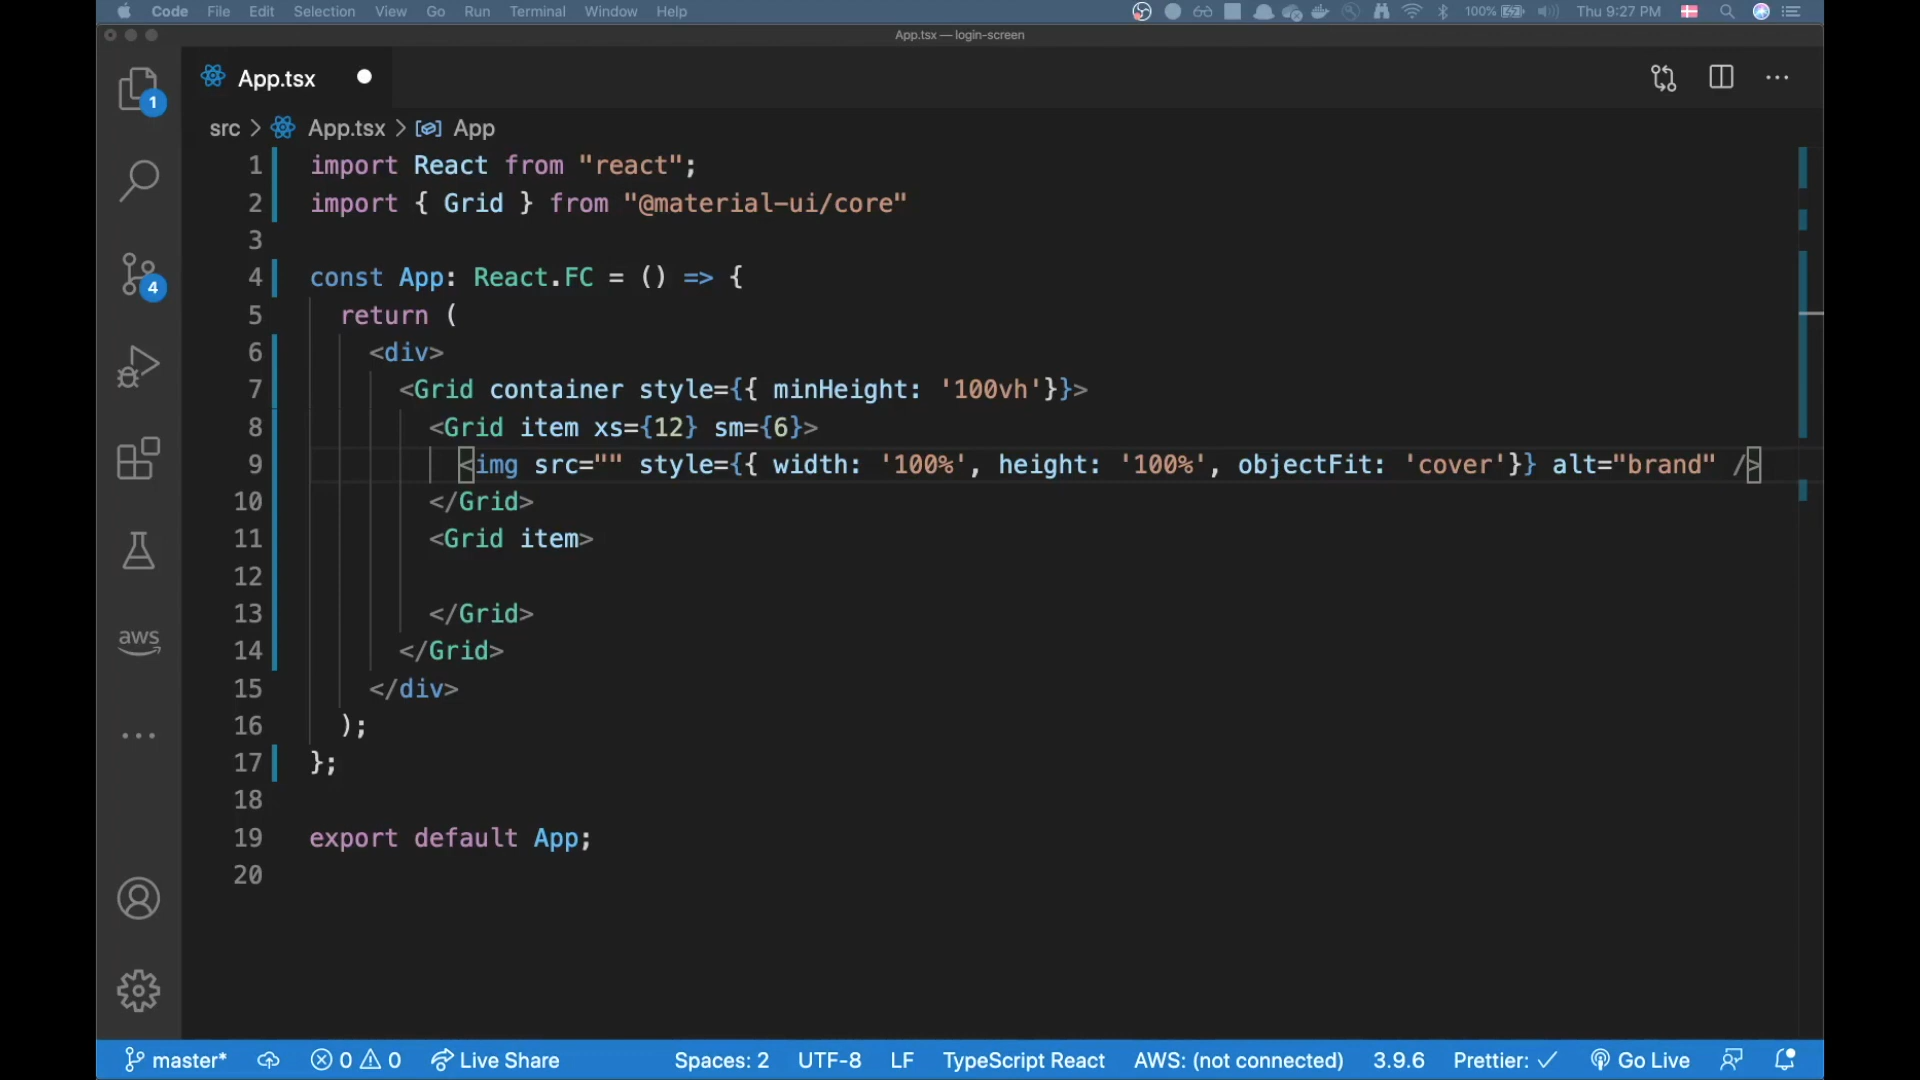 Code File Edit Selection View Go Run Terminal Window Help 100% Thu 9:27 PM
App.tsx — login-screen
App.tsx
src > App.tsx > App
1 import React from "react";
2 import { Grid } from "@material-ui/core"
3
4 const App: React.FC = () => {
5 return (
6 <div>
7 <Grid container style={{ minHeight: '100vh'}}>
8 <Grid item xs={12} sm={6}>
9 <img src="" style={{ width: '100%', height: '100%', objectFit: 'cover'}} alt="brand" />
10 </Grid>
11 <Grid item>
12
13 </Grid>
14 </Grid>
15 </div>
16 );
17 };
18
19 export default App;
20
1
4
aws
master* 0 0 Live Share Spaces: 2 UTF-8 LF TypeScript React AWS: (not connected) 3.9.6 Prettier: ✓ Go Live